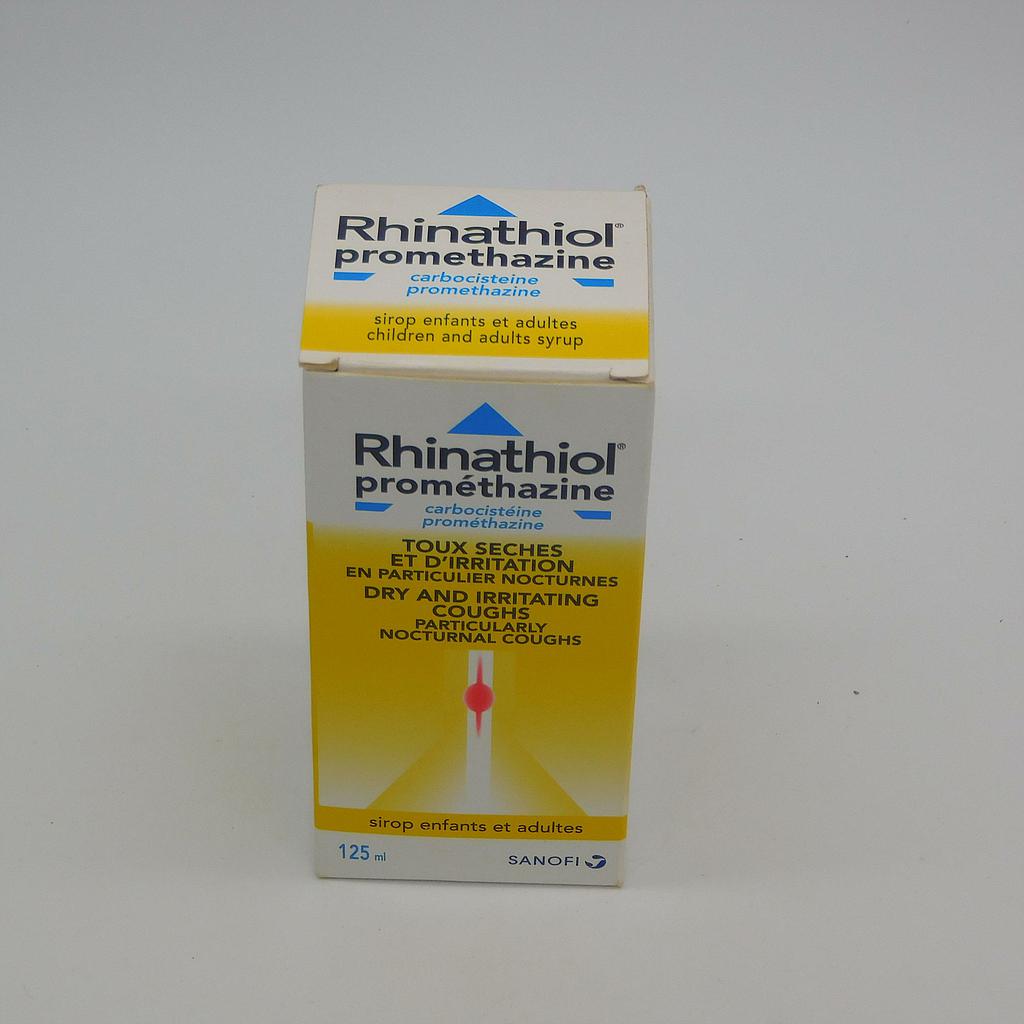 Rhinathiol®
promethazine
carbocisteine
promethazine
sirop enfants et adultes
children and adults syrup
Rhinathiol®
prométhazine
carbocistéine
prométhazine
TOUX SECHES
ET D'IRRITATION
EN PARTICULIER NOCTURNES
DRY AND IRRITATING
COUGHS
PARTICULARLY
NOCTURNAL COUGHS
sirop enfants et adultes
125 ml
SANOFI